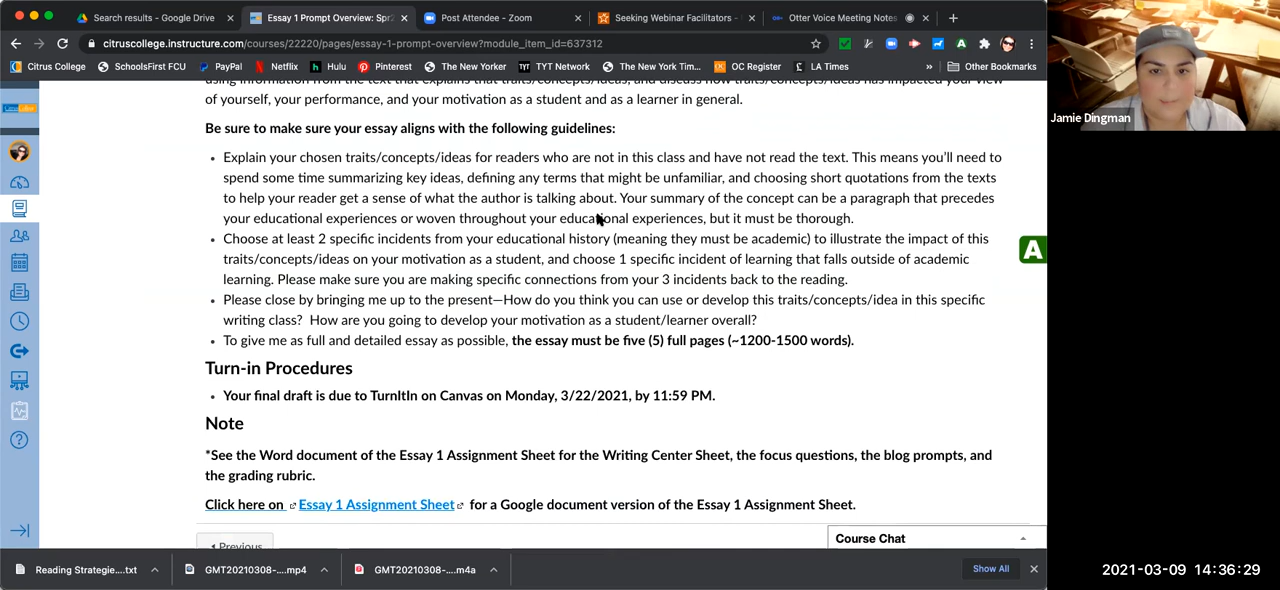 Search results - Google Drive
Essay 1 Prompt Overview: Spr
Post Attendee - Zoom
Seeking Webinar Facilitators -
Otter Voice Meeting Notes
citruscollege.instructure.com/courses/22220/pages/essay-1-prompt-overview?module_item_id=637312
Citrus College
SchoolsFirst FCU
PayPal
Netflix
Hulu
Pinterest
The New Yorker
TYT Network
The New York Tim...
OC Register
LA Times
»
Other Bookmarks
of yourself, your performance, and your motivation as a student and as a learner in general.
Be sure to make sure your essay aligns with the following guidelines:
• Explain your chosen traits/concepts/ideas for readers who are not in this class and have not read the text. This means you'll need to
spend some time summarizing key ideas, defining any terms that might be unfamiliar, and choosing short quotations from the texts
to help your reader get a sense of what the author is talking about. Your summary of the concept can be a paragraph that precedes
your educational experiences or woven throughout your educational experiences, but it must be thorough.
• Choose at least 2 specific incidents from your educational history (meaning they must be academic) to illustrate the impact of this
traits/concepts/ideas on your motivation as a student, and choose 1 specific incident of learning that falls outside of academic
learning. Please make sure you are making specific connections from your 3 incidents back to the reading.
• Please close by bringing me up to the present—How do you think you can use or develop this traits/concepts/idea in this specific
writing class? How are you going to develop your motivation as a student/learner overall?
• To give me as full and detailed essay as possible, the essay must be five (5) full pages (~1200-1500 words).
Turn-in Procedures
• Your final draft is due to TurnItIn on Canvas on Monday, 3/22/2021, by 11:59 PM.
Note
*See the Word document of the Essay 1 Assignment Sheet for the Writing Center Sheet, the focus questions, the blog prompts, and
the grading rubric.
Click here on Essay 1 Assignment Sheet for a Google document version of the Essay 1 Assignment Sheet.
Previous
Course Chat
Reading Strategie....txt
GMT20210308-....mp4
GMT20210308-....m4a
Show All
A
Jamie Dingman
2021-03-09 14:36:29